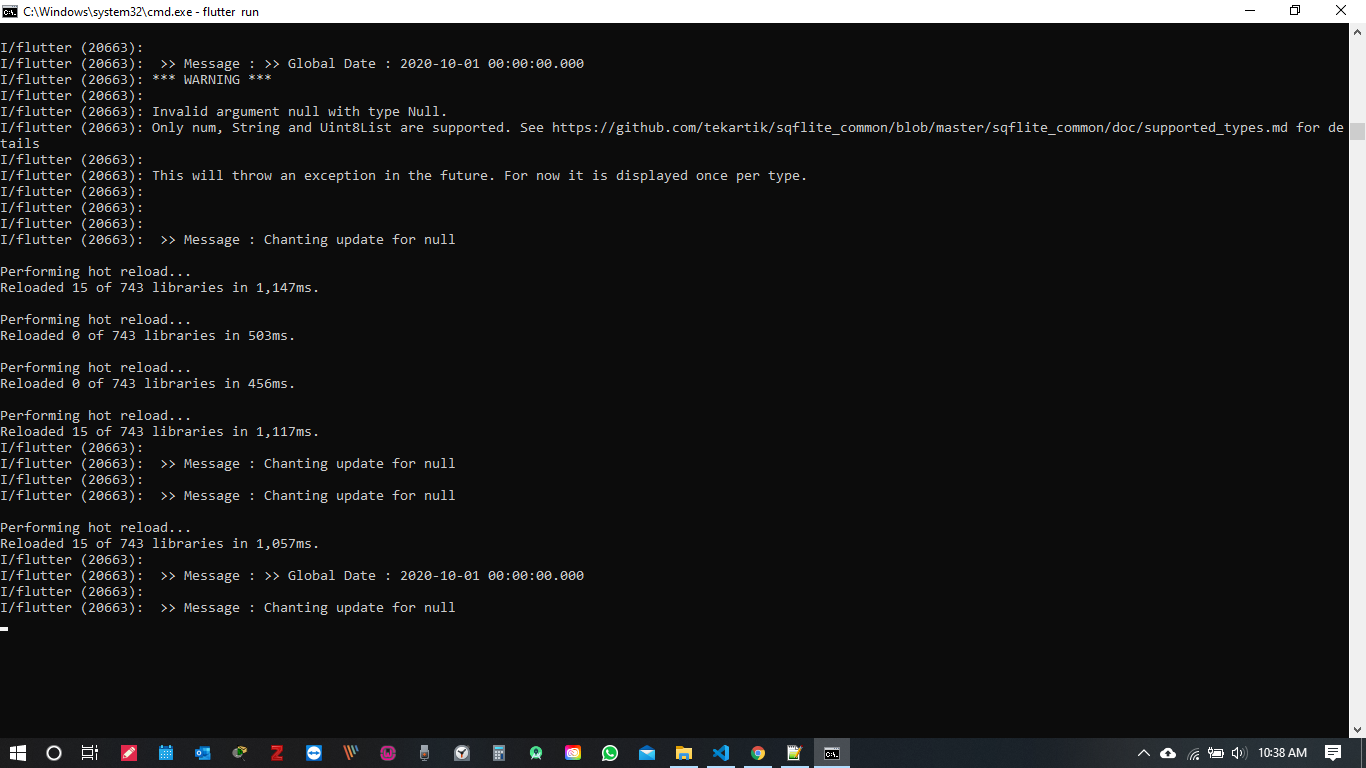 C:\Windows\system32\cmd.exe - flutter run
I/flutter (20663):
I/flutter (20663):  >> Message : >> Global Date : 2020-10-01 00:00:00.000
I/flutter (20663): *** WARNING ***
I/flutter (20663):
I/flutter (20663): Invalid argument null with type Null.
I/flutter (20663): Only num, String and Uint8List are supported. See https://github.com/tekartik/sqflite_common/blob/master/sqflite_common/doc/supported_types.md for de
tails
I/flutter (20663):
I/flutter (20663): This will throw an exception in the future. For now it is displayed once per type.
I/flutter (20663):
I/flutter (20663):
I/flutter (20663):
I/flutter (20663):  >> Message : Chanting update for null
Performing hot reload...
Reloaded 15 of 743 libraries in 1,147ms.
Performing hot reload...
Reloaded 0 of 743 libraries in 503ms.
Performing hot reload...
Reloaded 0 of 743 libraries in 456ms.
Performing hot reload...
Reloaded 15 of 743 libraries in 1,117ms.
I/flutter (20663):
I/flutter (20663):  >> Message : Chanting update for null
I/flutter (20663):
I/flutter (20663):  >> Message : Chanting update for null
Performing hot reload...
Reloaded 15 of 743 libraries in 1,057ms.
I/flutter (20663):
I/flutter (20663):  >> Message : >> Global Date : 2020-10-01 00:00:00.000
I/flutter (20663):
I/flutter (20663):  >> Message : Chanting update for null
10:38 AM